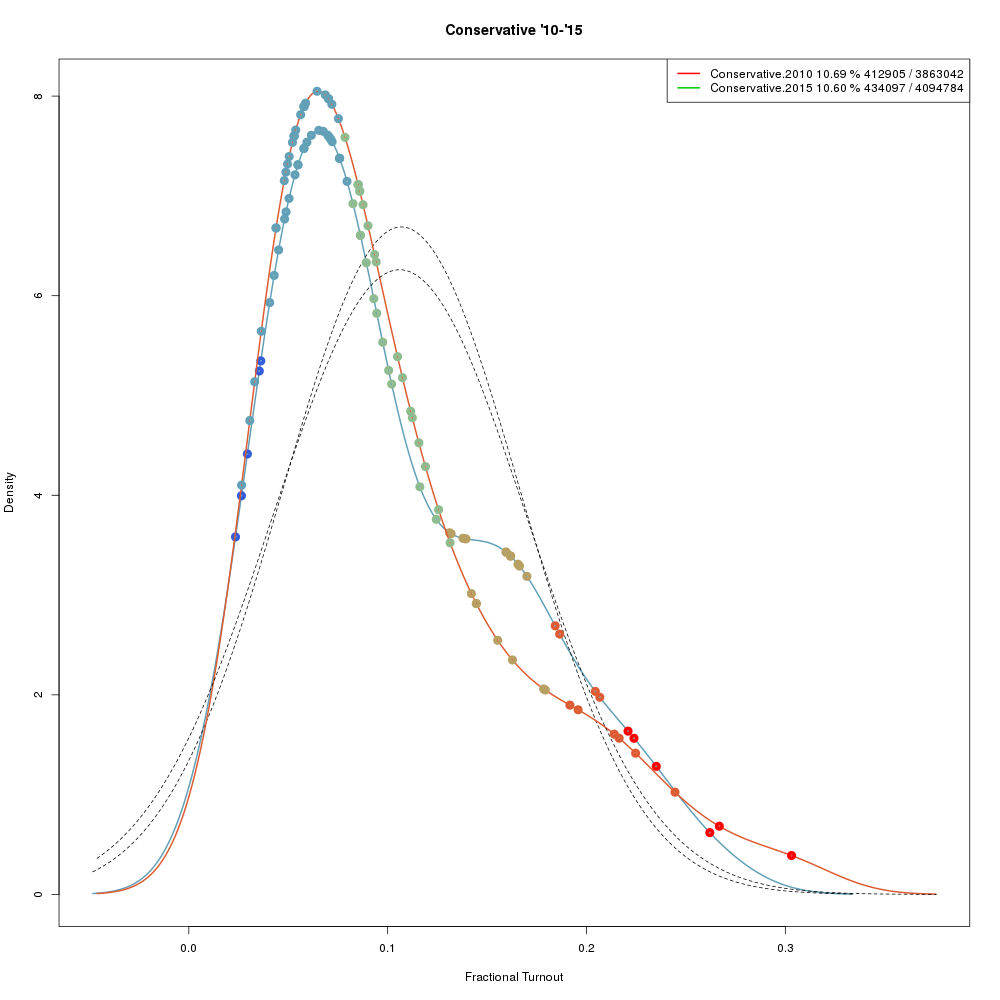 Conservative '10-'15
Conservative.2010 10.69 % 412905 / 3863042
Conservative.2015 10.60 % 434097 / 4094784
Density
8
6
4
2
0
0.0 0.1 0.2 0.3
Fractional Turnout